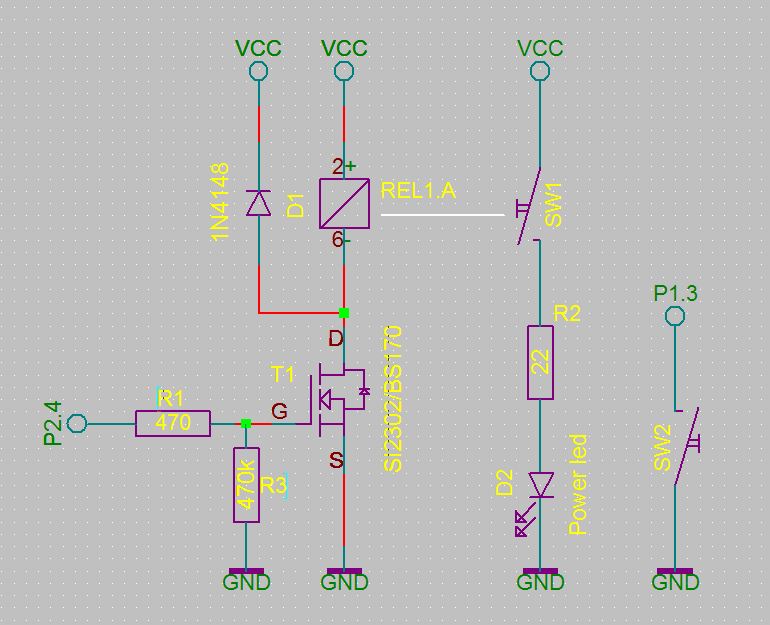 VCC
VCC
VCC
1N4148
D1
2+
REL1.A
6-
SW1
P1.3
R2
22
D
T1
SI2302/BS170
P2.4
R1
470
G
S
470k
R3
D2
Power led
SW2
GND
GND
GND
GND